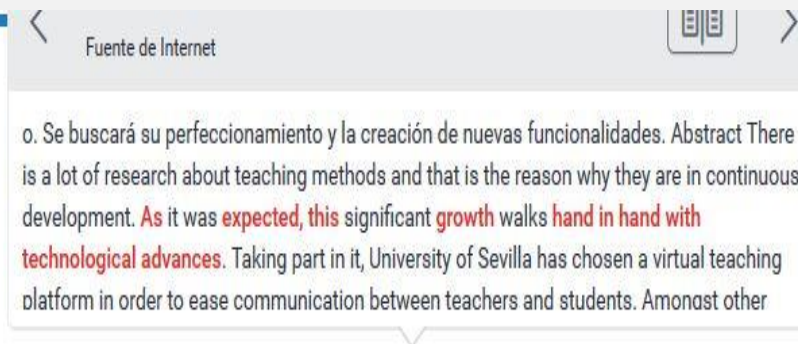 Fuente de Internet
o. Se buscará su perfeccionamiento y la creación de nuevas funcionalidades. Abstract There
is a lot of research about teaching methods and that is the reason why they are in continuous
development. As it was expected, this significant growth walks hand in hand with
technological advances. Taking part in it, University of Sevilla has chosen a virtual teaching
platform in order to ease communication between teachers and students. Amongst other